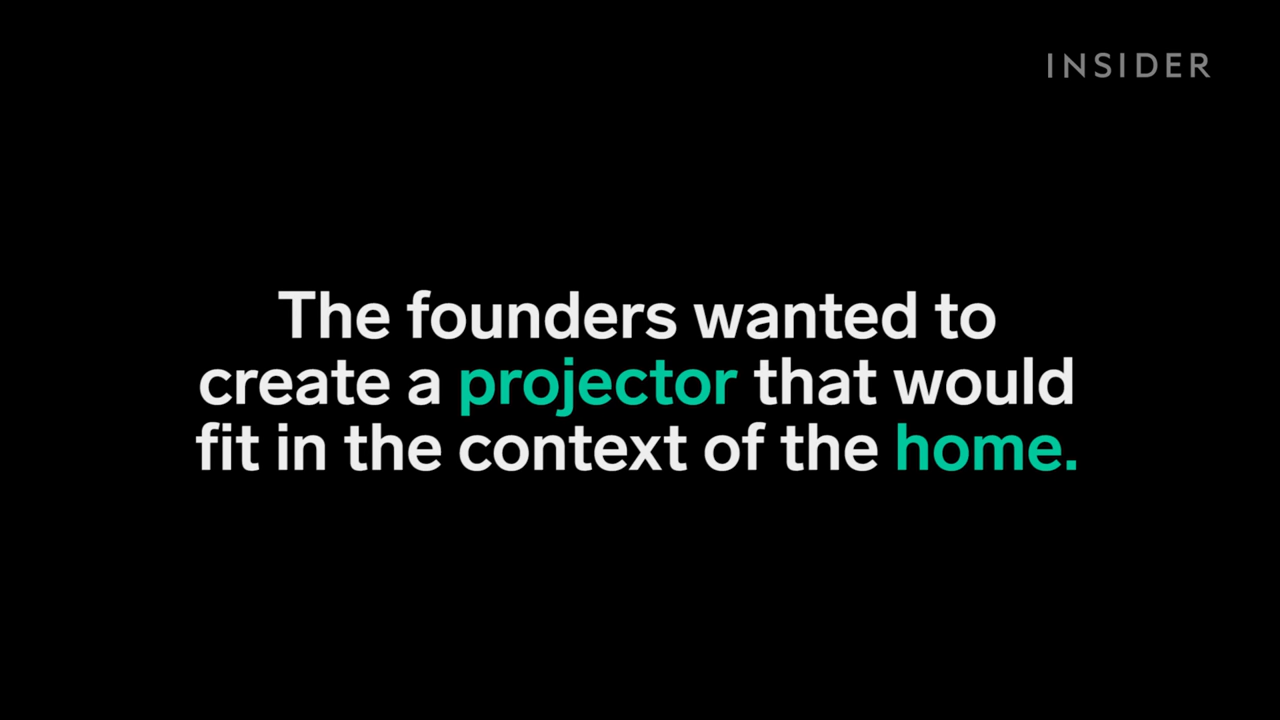 INSIDER
The founders wanted to
create a projector that would
fit in the context of the home.